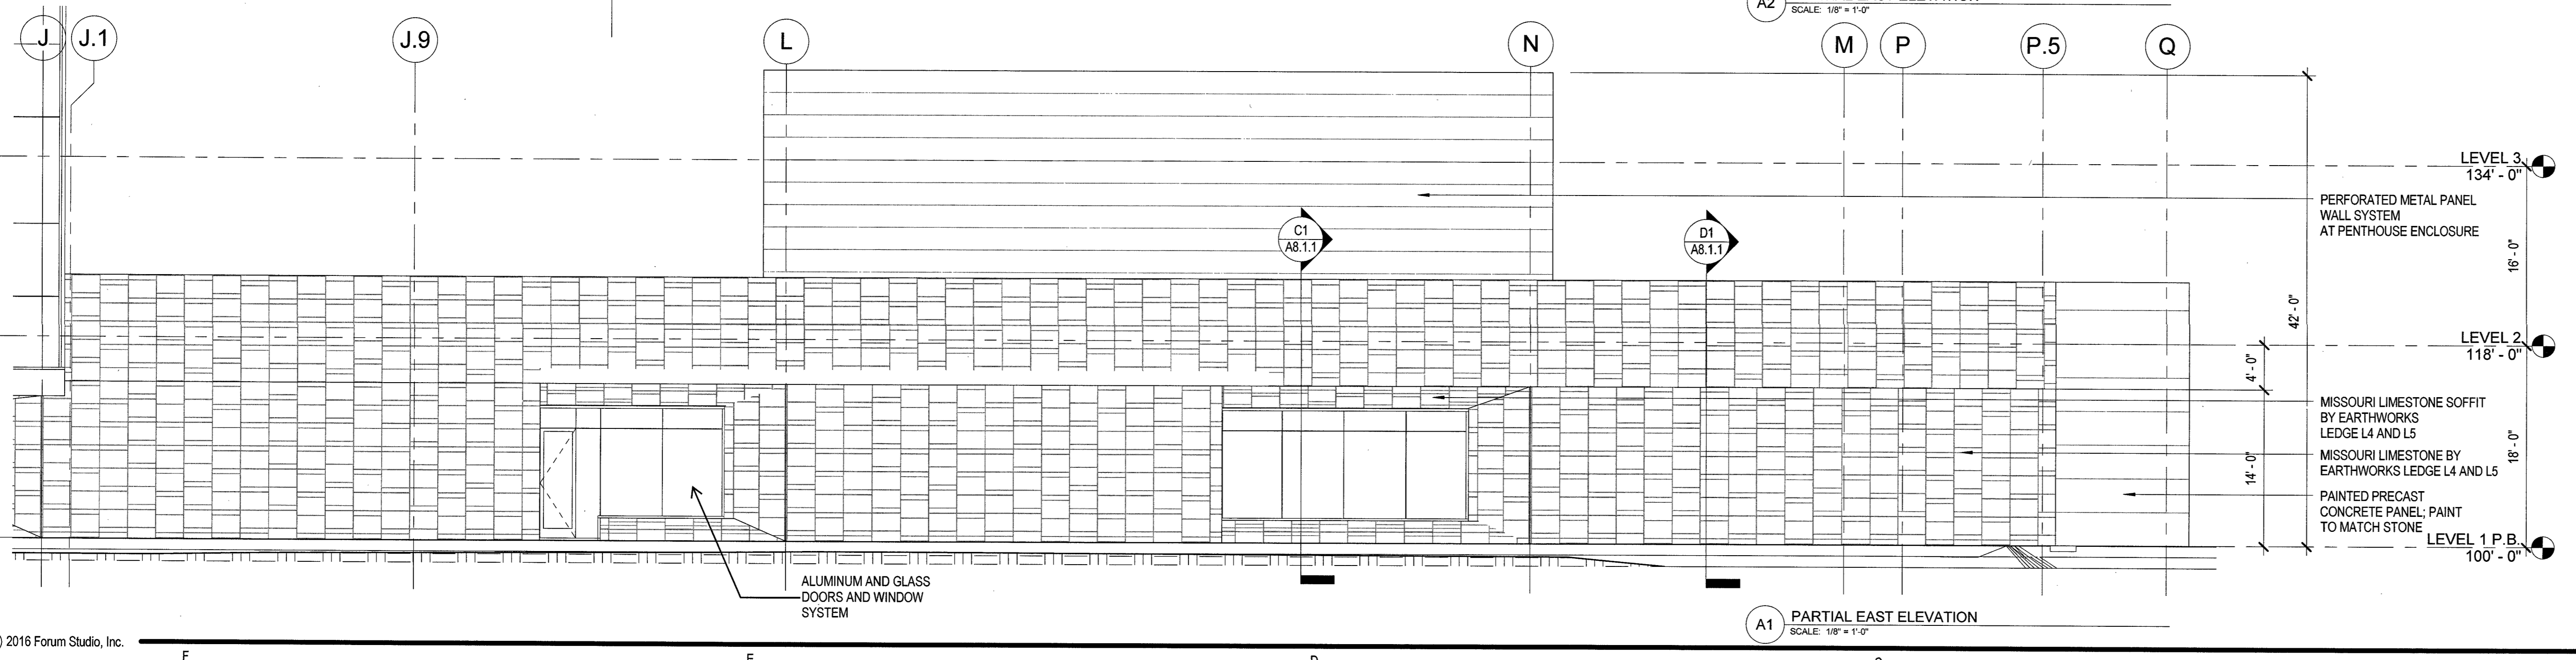 A2
SCALE: 1/8" = 1'-0"
J
J.1
J.9
L
N
M
P
P.5
Q
LEVEL 3
134' - 0"
PERFORATED METAL PANEL
WALL SYSTEM
AT PENTHOUSE ENCLOSURE
C1
A8.1.1
D1
A8.1.1
16' - 0"
42' - 0"
LEVEL 2
118' - 0"
4' - 0"
MISSOURI LIMESTONE SOFFIT
BY EARTHWORKS
LEDGE L4 AND L5
MISSOURI LIMESTONE BY
EARTHWORKS LEDGE L4 AND L5
18' - 0"
14' - 0"
PAINTED PRECAST
CONCRETE PANEL; PAINT
TO MATCH STONE
LEVEL 1 P.B.
100' - 0"
ALUMINUM AND GLASS
DOORS AND WINDOW
SYSTEM
A1
PARTIAL EAST ELEVATION
SCALE: 1/8" = 1'-0"
) 2016 Forum Studio, Inc.